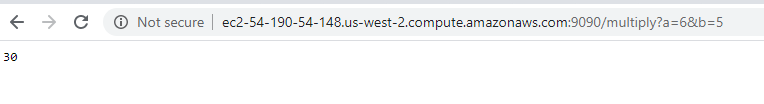 Not secure | ec2-54-190-54-148.us-west-2.compute.amazonaws.com:9090/multiply?a=6&b=5
30